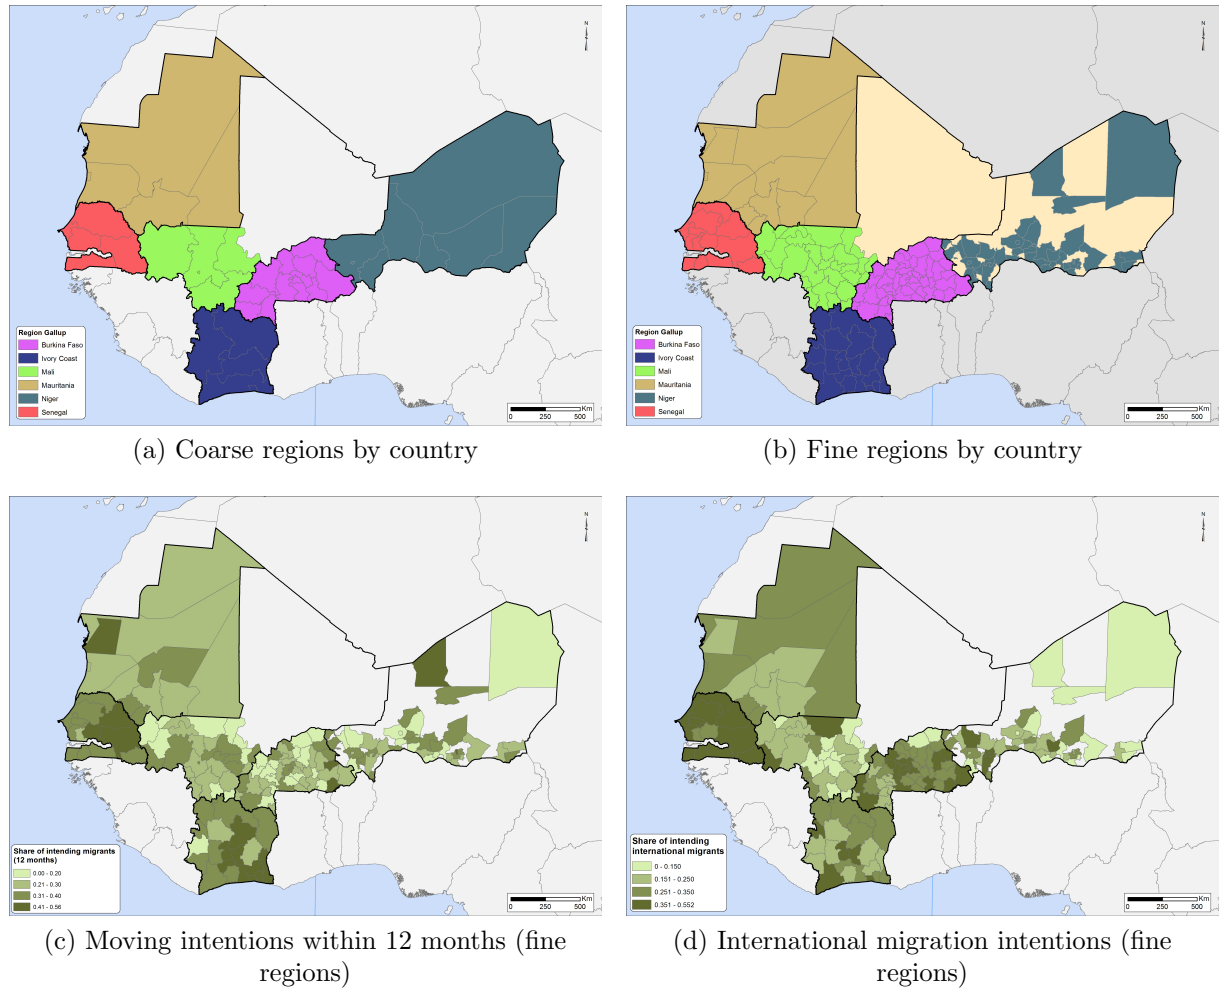 N
Region Gallup
Burkina Faso
Ivory Coast
Mali
Mauritania
Niger
Senegal
Km
0 250 500
(a) Coarse regions by country
N
Region Gallup
Burkina Faso
Ivory Coast
Mali
Mauritania
Niger
Senegal
Km
0 250 500
(b) Fine regions by country
N
Share of intending migrants
(12 months)
0.00 - 0.20
0.21 - 0.30
0.31 - 0.40
0.41 - 0.56
Km
0 250 500
(c) Moving intentions within 12 months (fine
regions)
N
Share of intending
international migrants
0 - 0.150
0.151 - 0.250
0.251 - 0.350
0.351 - 0.552
Km
0 250 500
(d) International migration intentions (fine
regions)